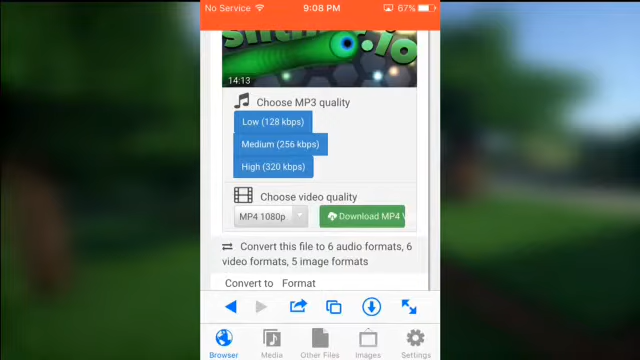 No Service 9:08 PM 67%
slither.io
14:13
Choose MP3 quality
Low (128 kbps)
Medium (256 kbps)
High (320 kbps)
Choose video quality
MP4 1080p Download MP4 V
Convert this file to 6 audio formats, 6
video formats, 5 image formats
Convert to Format
Browser Media Other Files Images Settings